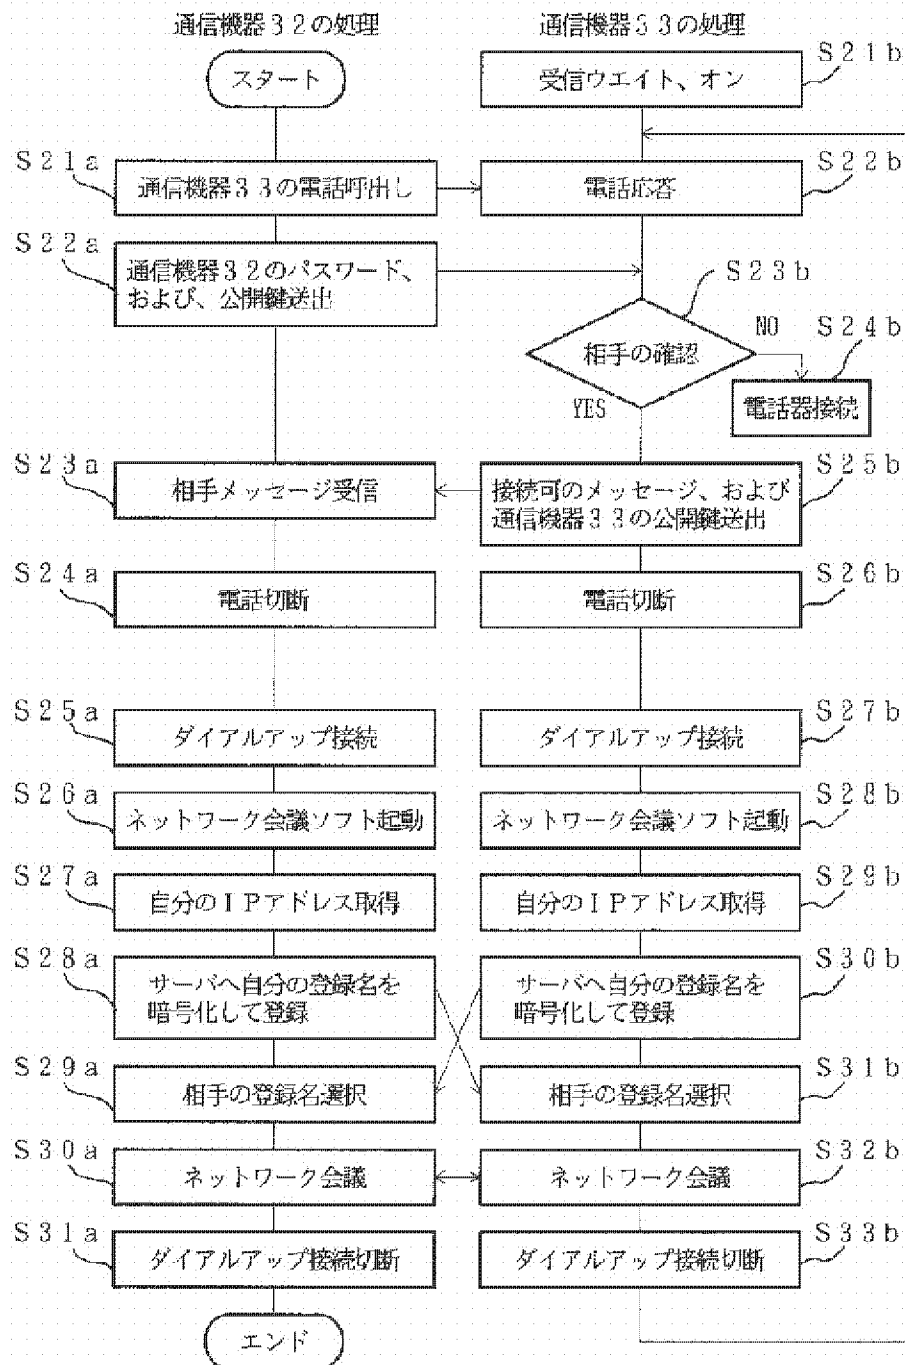 通信機器３２の処理
通信機器３３の処理
スタート
受信ウエイト、オン
Ｓ２１ｂ
Ｓ２１ａ
通信機器３３の電話呼出し
電話応答
Ｓ２２ｂ
Ｓ２２ａ
通信機器３２のパスワード、
および、公開鍵送出
Ｓ２３ｂ
相手の確認
NO
YES
Ｓ２４ｂ
電話器接続
Ｓ２３ａ
相手メッセージ受信
接続可のメッセージ、および
通信機器３３の公開鍵送出
Ｓ２５ｂ
Ｓ２４ａ
電話切断
電話切断
Ｓ２６ｂ
Ｓ２５ａ
ダイアルアップ接続
ダイアルアップ接続
Ｓ２７ｂ
Ｓ２６ａ
ネットワーク会議ソフト起動
ネットワーク会議ソフト起動
Ｓ２８ｂ
Ｓ２７ａ
自分のＩＰアドレス取得
自分のＩＰアドレス取得
Ｓ２９ｂ
Ｓ２８ａ
サーバへ自分の登録名を
暗号化して登録
サーバへ自分の登録名を
暗号化して登録
Ｓ３０ｂ
Ｓ２９ａ
相手の登録名選択
相手の登録名選択
Ｓ３１ｂ
Ｓ３０ａ
ネットワーク会議
ネットワーク会議
Ｓ３２ｂ
Ｓ３１ａ
ダイアルアップ接続切断
ダイアルアップ接続切断
Ｓ３３ｂ
エンド